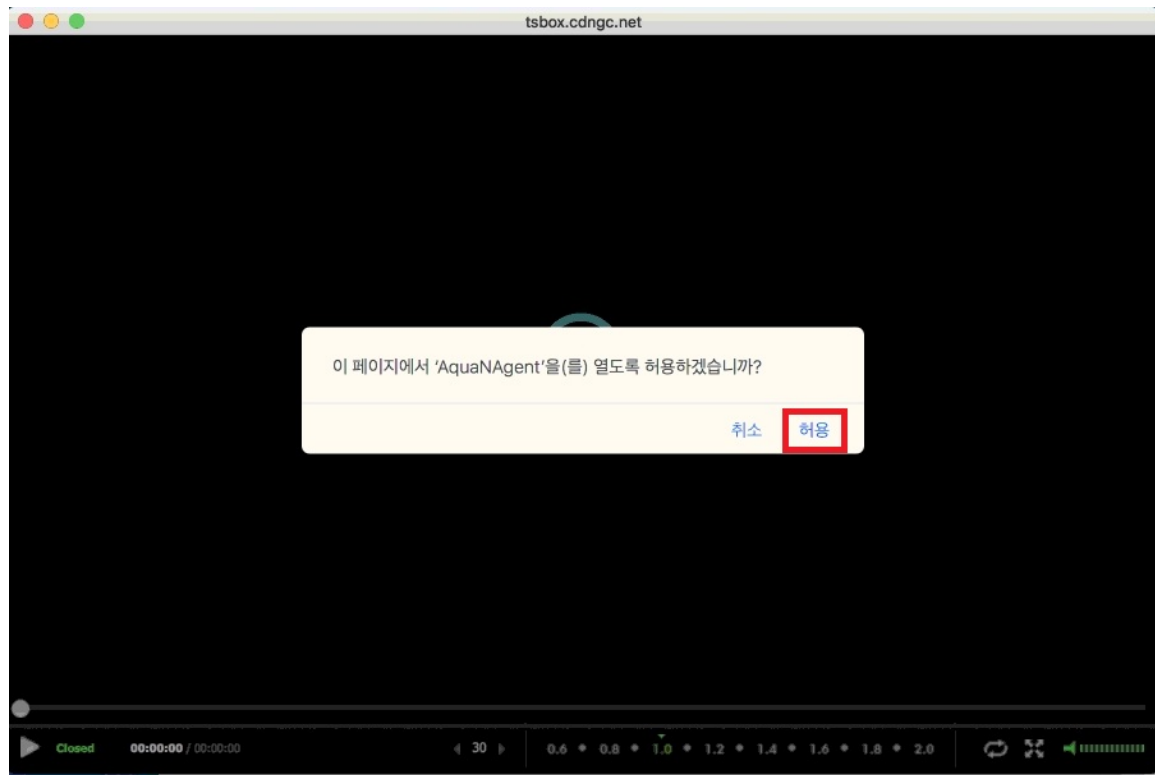 tsbox.cdngc.net
이 페이지에서 ‘AquaNAgent’을(를) 열도록 허용하겠습니까?
취소 허용
Closed 00:00:00 / 00:00:00 30 0.6 0.8 1.0 1.2 1.4 1.6 1.8 2.0